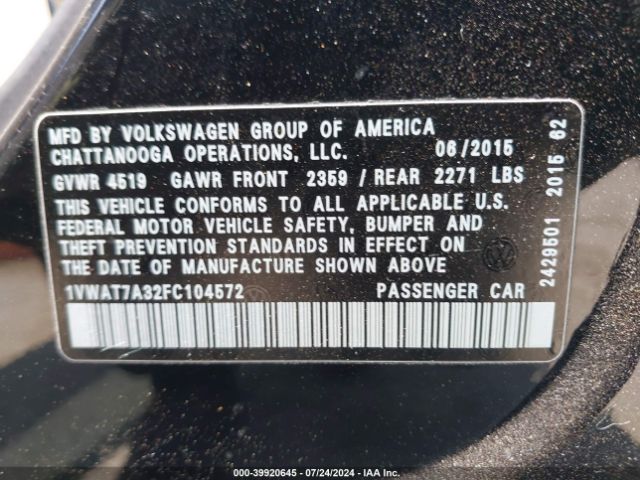 MFD BY VOLKSWAGEN GROUP OF AMERICA
CHATTANOOGA OPERATIONS, LLC. 06/2015
GVWR 4519 GAWR FRONT 2359 / REAR 2271 LBS
THIS VEHICLE CONFORMS TO ALL APPLICABLE U.S.
FEDERAL MOTOR VEHICLE SAFETY, BUMPER AND
THEFT PREVENTION STANDARDS IN EFFECT ON
THE DATE OF MANUFACTURE SHOWN ABOVE
1VWAT7A32FC104572 PASSENGER CAR
2429501 2015 62
000-39920645 - 07/24/2024 - IAA Inc.